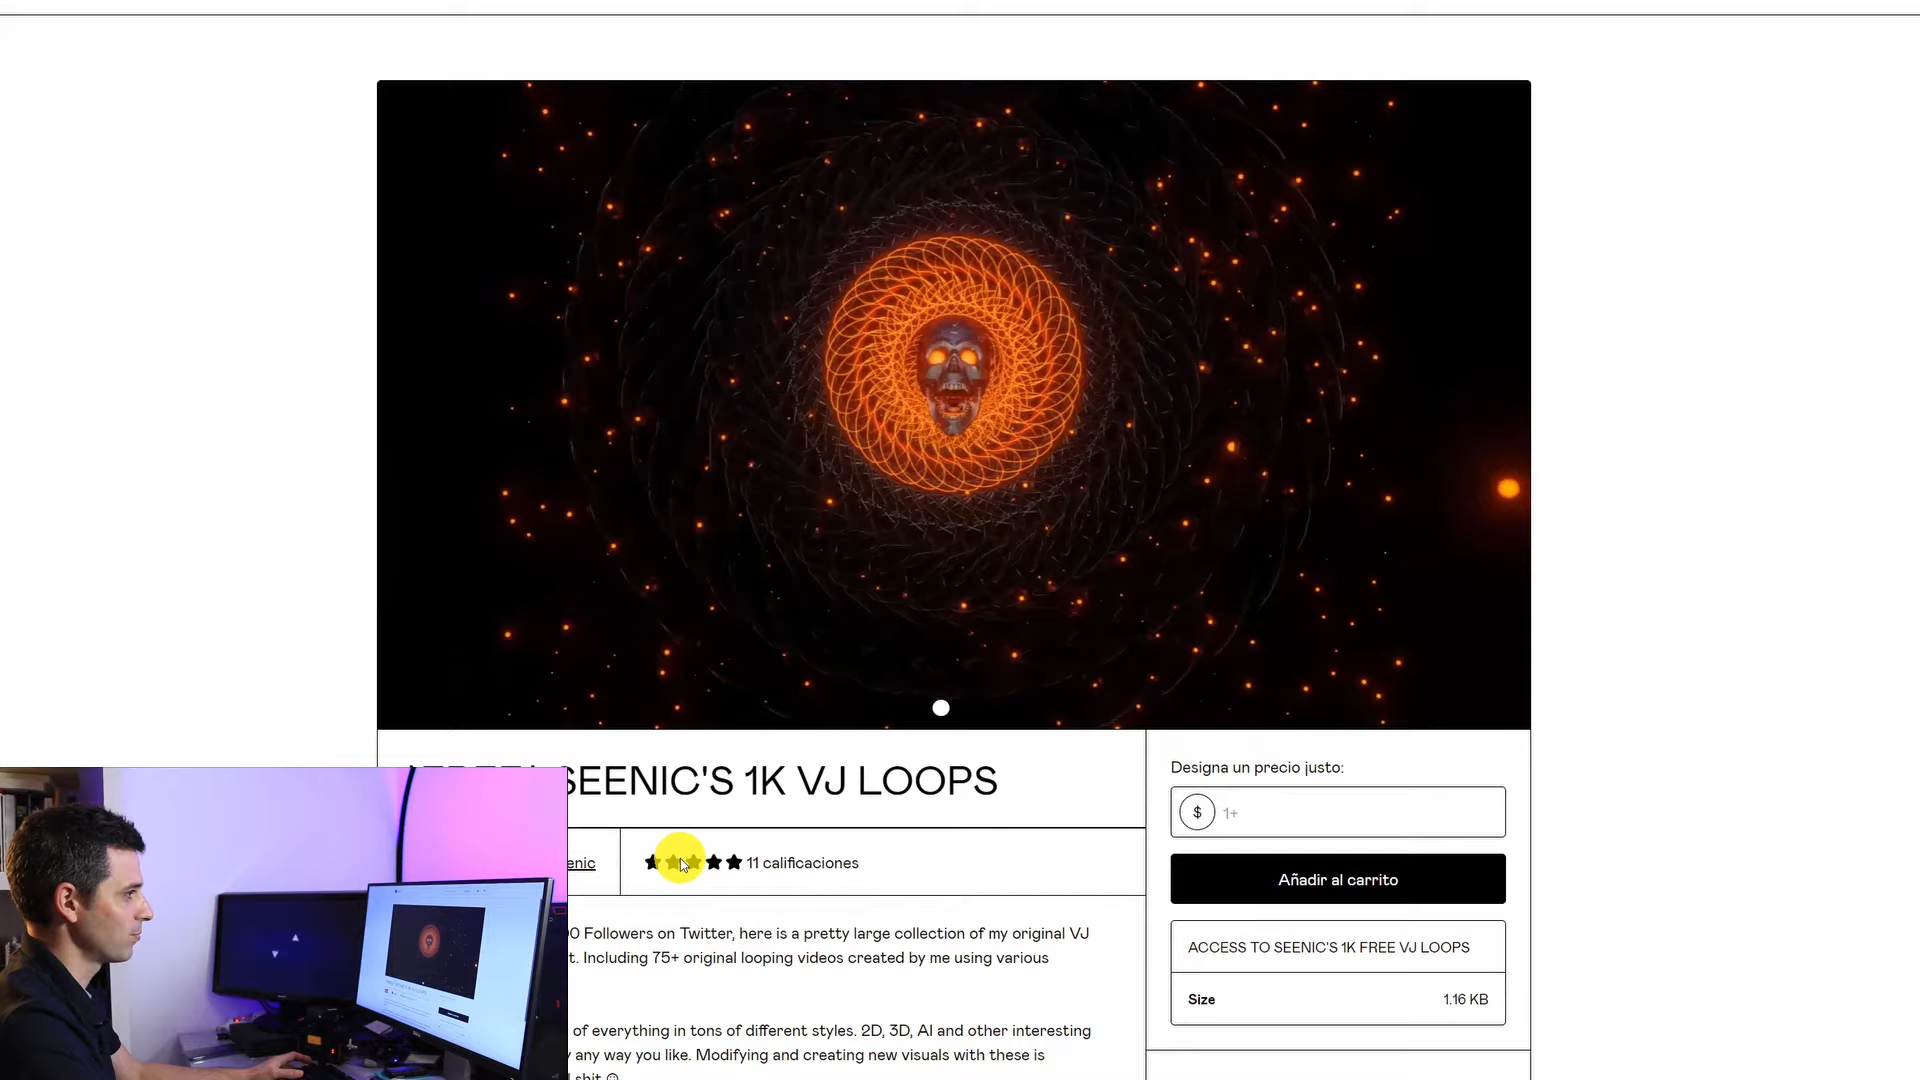 SEENIC'S 1K VJ LOOPS
enic
11 calificaciones
Followers on Twitter, here is a pretty large collection of my original VJ
t. Including 75+ original looping videos created by me using various
of everything in tons of different styles. 2D, 3D, AI and other interesting
any way you like. Modifying and creating new visuals with these is
shit
Designa un precio justo:
$ 1+
Añadir al carrito
ACCESS TO SEENIC'S 1K FREE VJ LOOPS
Size 1.16 KB